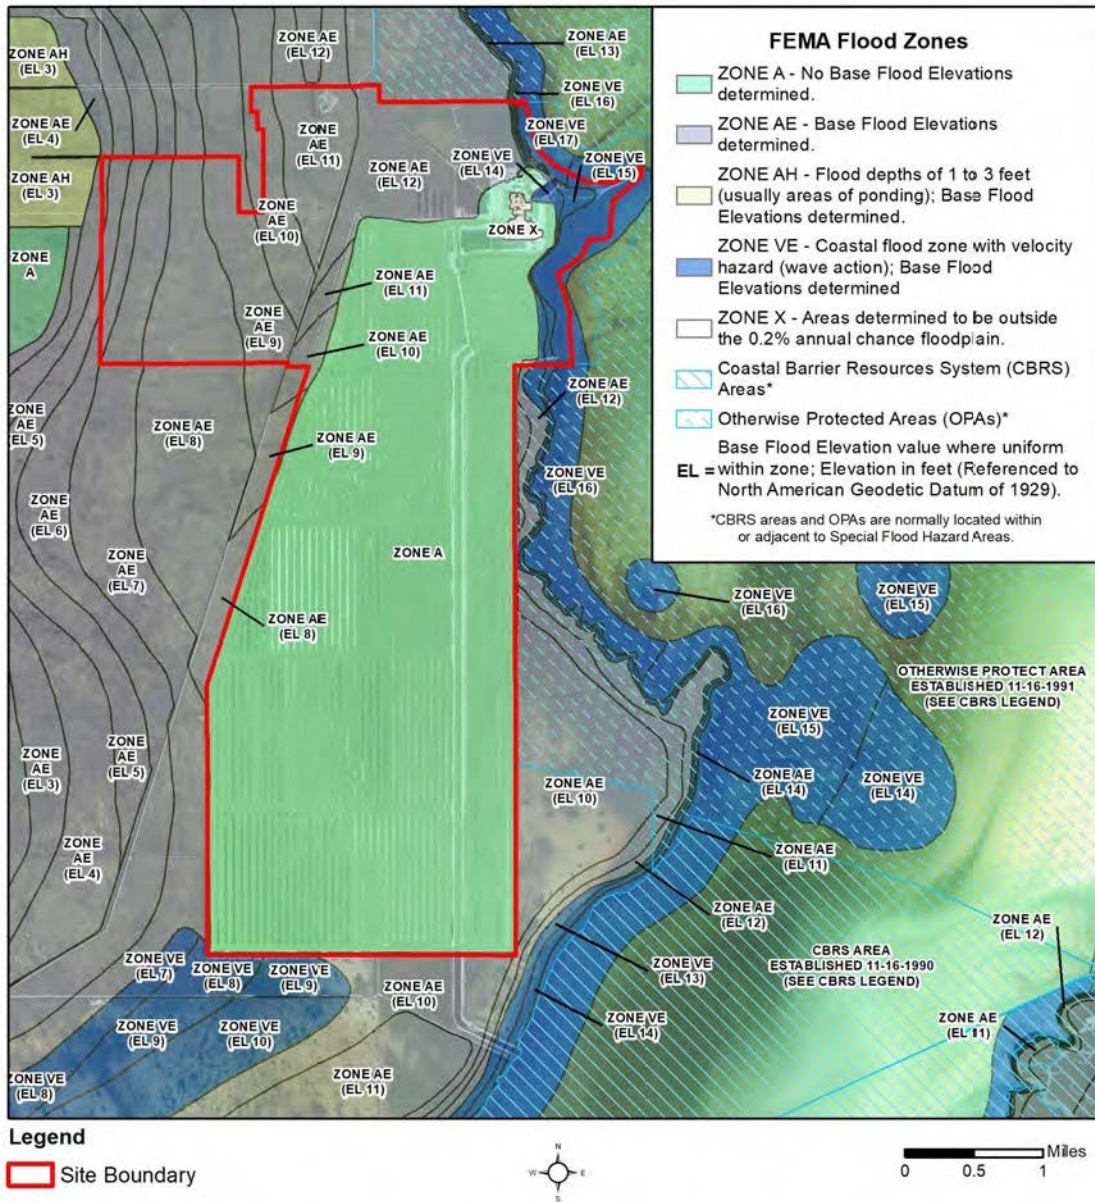 FEMA Flood Zones
ZONE A - No Base Flood Elevations
determined.
ZONE AE - Base Flood Elevations
determined.
ZONE AH - Flood depths of 1 to 3 feet
(usually areas of ponding); Base Flood
Elevations determined.
ZONE VE - Coastal flood zone with velocity
hazard (wave action); Base Flood
Elevations determined
ZONE X - Areas determined to be outside
the 0.2% annual chance floodplain.
Coastal Barrier Resources System (CBRS)
Areas*
Otherwise Protected Areas (OPAs)*
Base Flood Elevation value where uniform
EL = within zone; Elevation in feet (Referenced to
North American Geodetic Datum of 1929).
*CBRS areas and OPAs are normally located within
or adjacent to Special Flood Hazard Areas.
ZONE AH
(EL 3)
ZONE AE
(EL 4)
ZONE AH
(EL 3)
ZONE
A
ZONE AE
(EL 12)
ZONE AE
(EL 13)
ZONE VE
(EL 16)
ZONE
AE
(EL 11)
ZONE VE
(EL 17)
ZONE VE
(EL 14)
ZONE VE
(EL 15)
ZONE AE
(EL 12)
ZONE
AE
(EL 10)
ZONE X
ZONE AE
(EL 11)
ZONE
AE
(EL 9)
ZONE AE
(EL 10)
ZONE AE
(EL 12)
ZONE
AE
(EL 5)
ZONE AE
(EL 8)
ZONE AE
(EL 9)
ZONE VE
(EL 16)
ZONE
AE
(EL 6)
ZONE A
ZONE
AE
(EL 7)
ZONE AE
(EL 8)
ZONE VE
(EL 16)
ZONE VE
(EL 15)
OTHERWISE PROTECT AREA
ESTABLISHED 11-16-1991
(SEE CBRS LEGEND)
ZONE VE
(EL 15)
ZONE
AE
(EL 3)
ZONE
AE
(EL 5)
ZONE AE
(EL 10)
ZONE AE
(EL 14)
ZONE VE
(EL 14)
ZONE
AE
(EL 4)
ZONE AE
(EL 11)
ZONE AE
(EL 12)
ZONE AE
(EL 12)
CBRS AREA
ESTABLISHED 11-16-1990
(SEE CBRS LEGEND)
ZONE VE
(EL 7)
ZONE VE
(EL 8)
ZONE VE
(EL 9)
ZONE VE
(EL 13)
ZONE AE
(EL 10)
ZONE VE
(EL 9)
ZONE VE
(EL 10)
ZONE VE
(EL 14)
ZONE AE
(EL 11)
ZONE VE
(EL 8)
ZONE AE
(EL 11)
Legend
Site Boundary
N
W
E
S
Miles
0 0.5 1